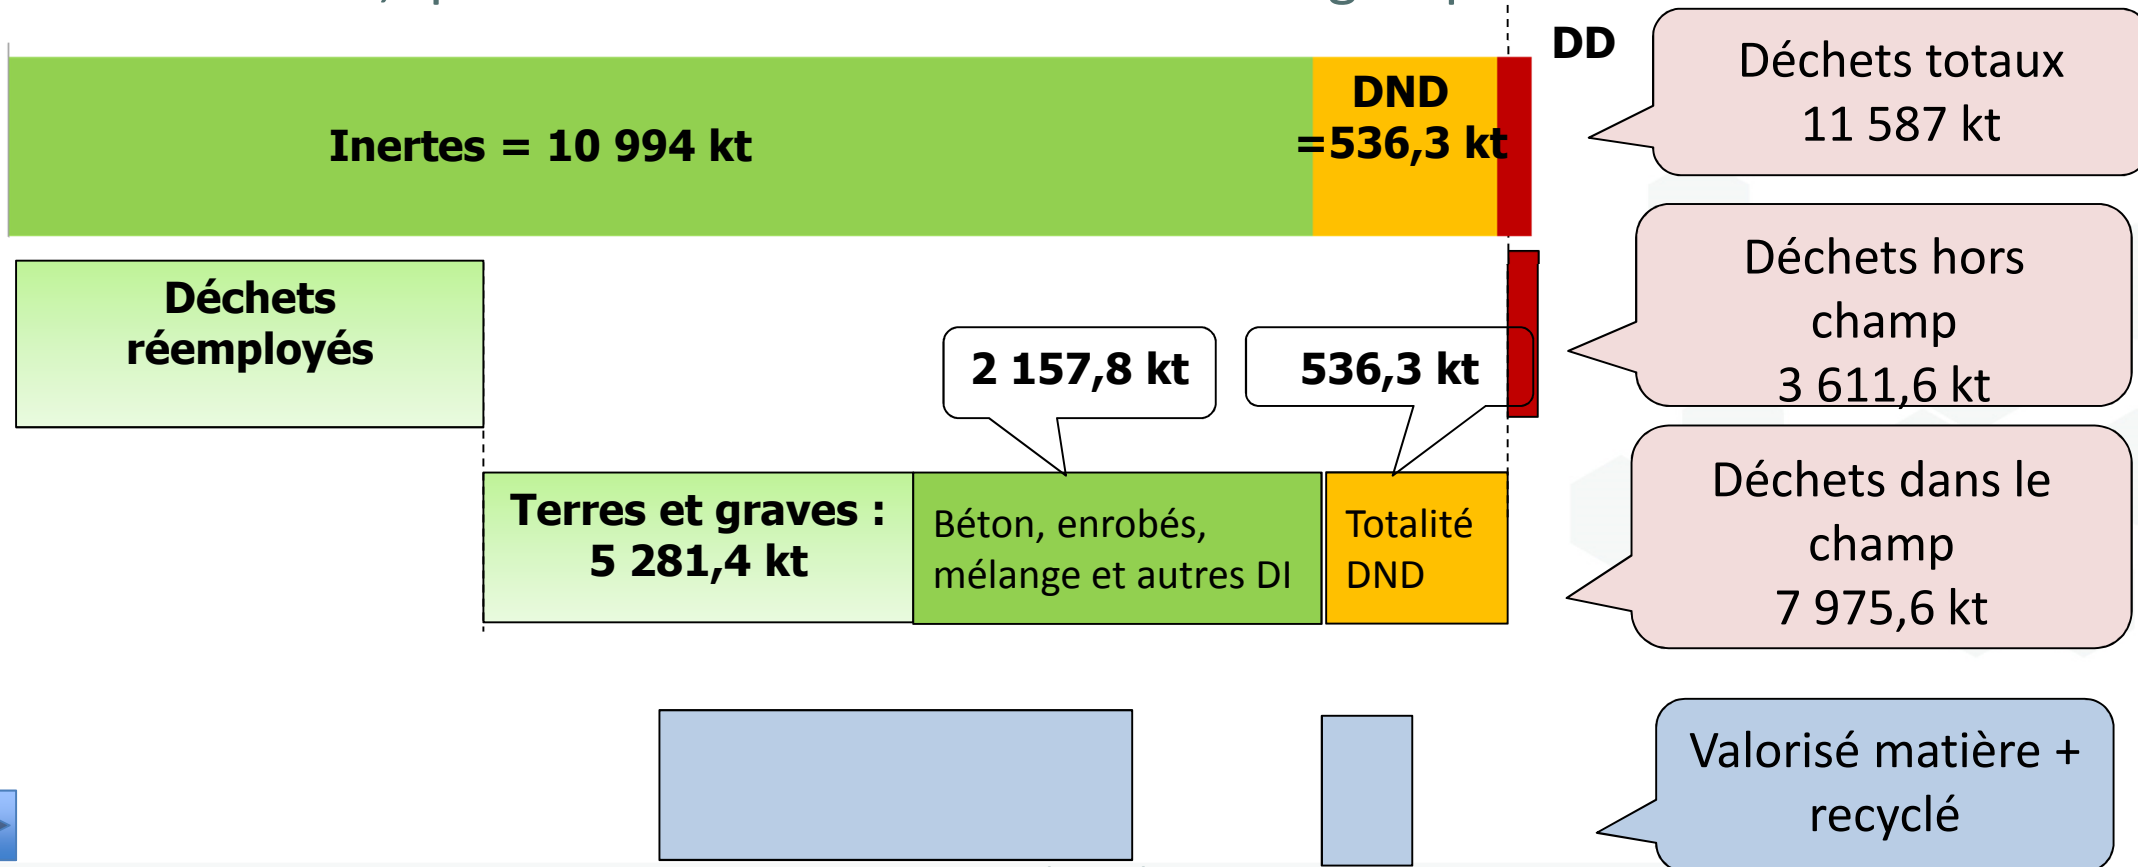 DD
Déchets totaux
11 587 kt
DND
=536,3 kt
Inertes = 10 994 kt
Déchets hors
champ
3 611,6 kt
Déchets
réemployés
2 157,8 kt
536,3 kt
Déchets dans le
champ
7 975,6 kt
Terres et graves :
5 281,4 kt
Béton, enrobés,
mélange et autres DI
Totalité
DND
Valorisé matière +
recyclé